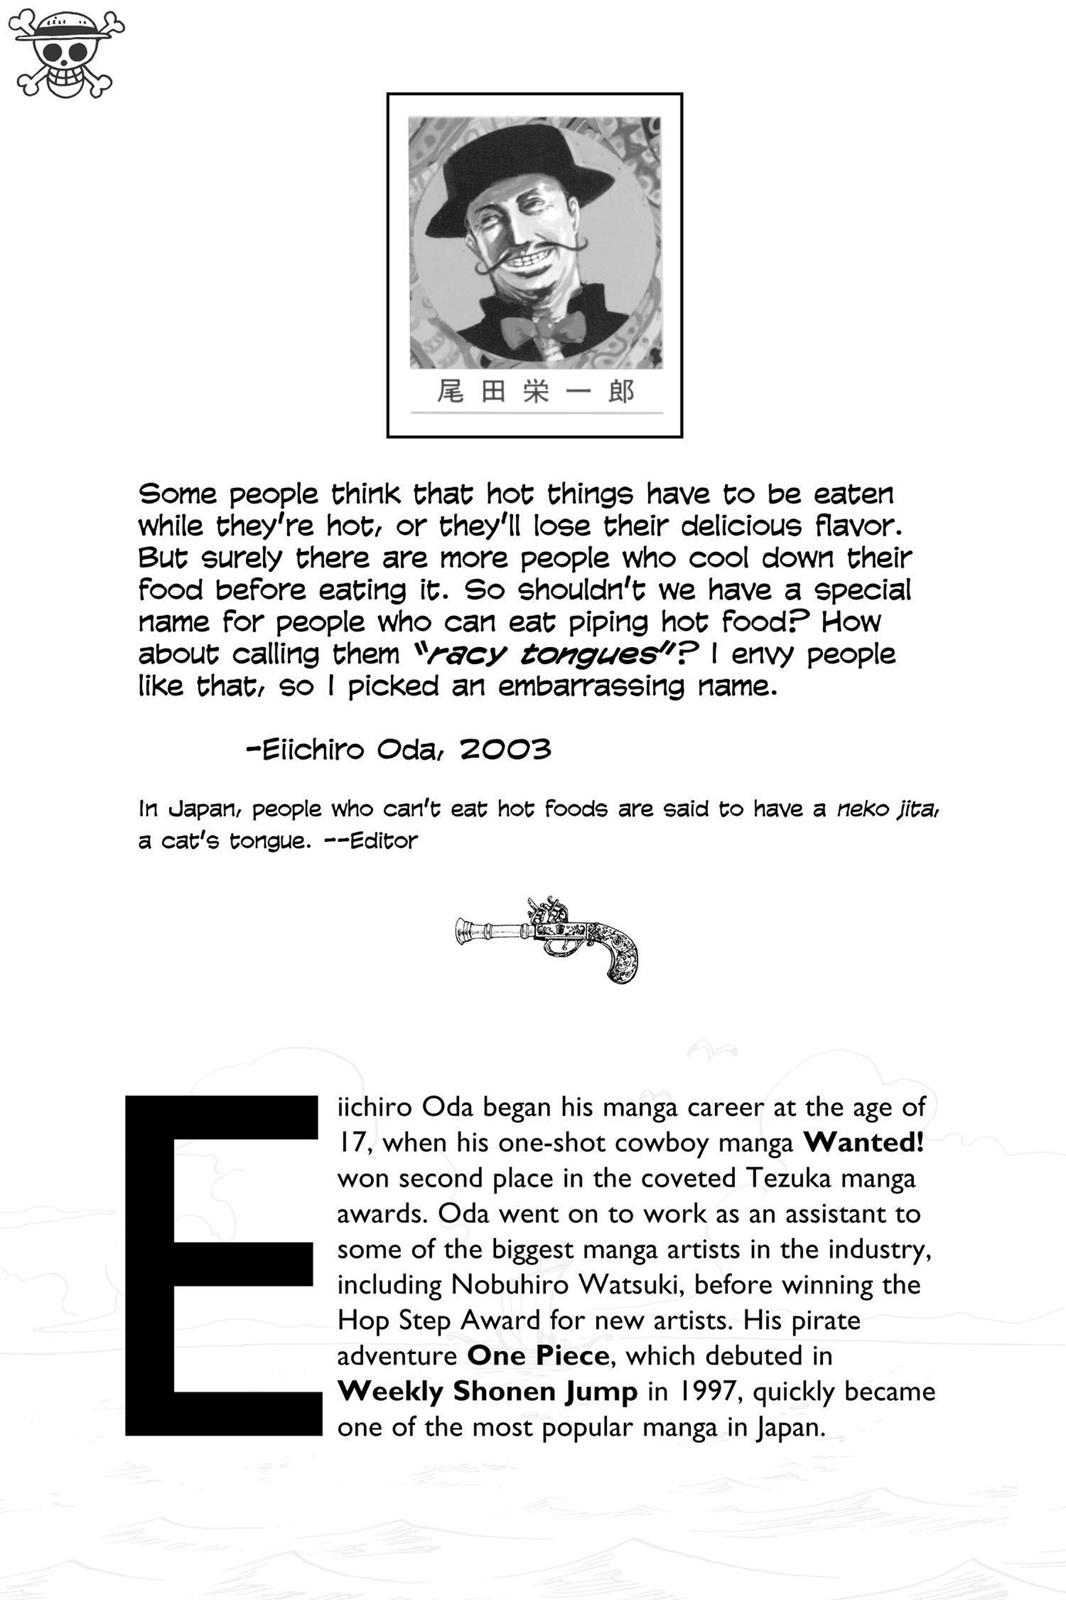 尾田栄一郎
Some people think that hot things have to be eaten
while they're hot, or they'll lose their delicious flavor.
But surely there are more people who cool down their
food before eating it. So shouldn't we have a special
name for people who can eat piping hot food? How
about calling them "racy tongues"? I envy people
like that, so I picked an embarrassing name.
-Eiichiro Oda, 2003
In Japan, people who can't eat hot foods are said to have a neko jita,
a cat's tongue. --Editor
Eiichiro Oda began his manga career at the age of
17, when his one-shot cowboy manga Wanted!
won second place in the coveted Tezuka manga
awards. Oda went on to work as an assistant to
some of the biggest manga artists in the industry,
including Nobuhiro Watsuki, before winning the
Hop Step Award for new artists. His pirate
adventure One Piece, which debuted in
Weekly Shonen Jump in 1997, quickly became
one of the most popular manga in Japan.